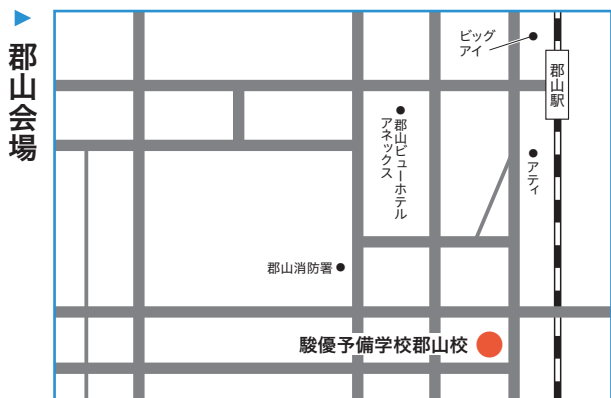 ▶郡山会場
ビッグ
アイ
郡山駅
郡山ビューホテル
アネックス
アティ
郡山消防署
駿優予備学校郡山校